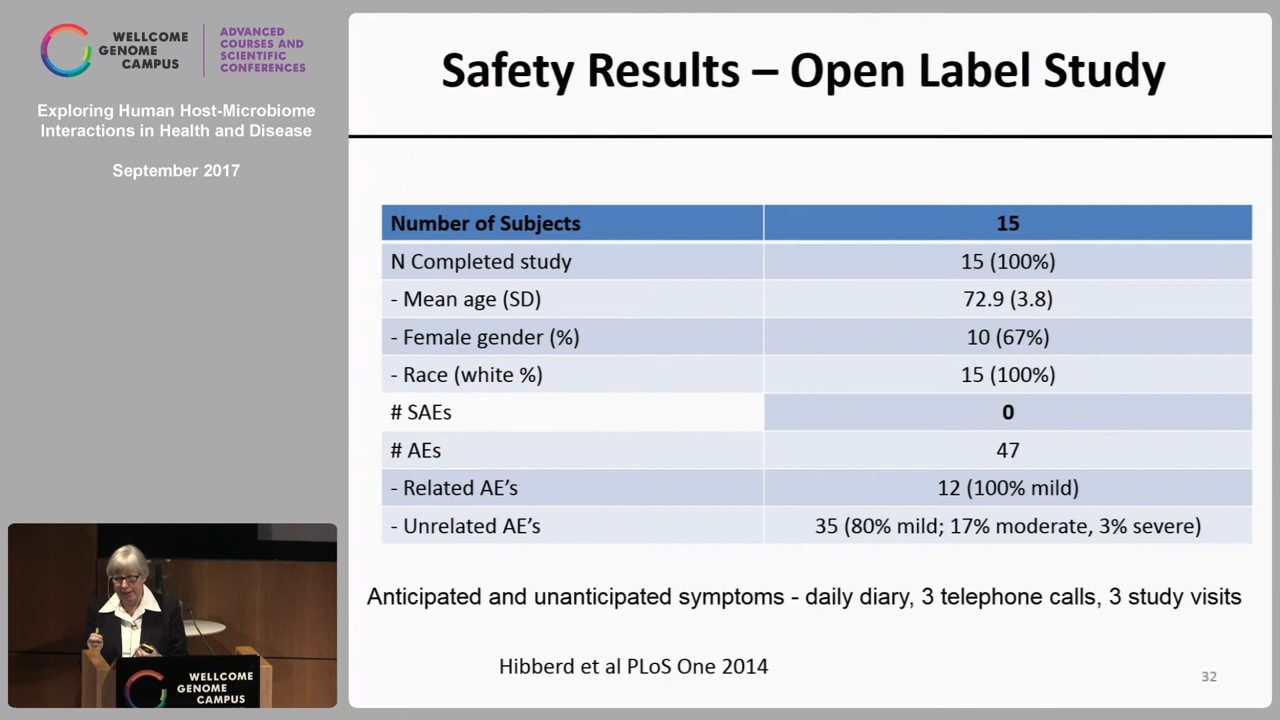 WELLCOME
GENOME
CAMPUS
ADVANCED
COURSES AND
SCIENTIFIC
CONFERENCES
Exploring Human Host-Microbiome
Interactions in Health and Disease
September 2017
Safety Results – Open Label Study
Number of Subjects 15
N Completed study 15 (100%)
- Mean age (SD) 72.9 (3.8)
- Female gender (%) 10 (67%)
- Race (white %) 15 (100%)
# SAEs 0
# AEs 47
- Related AE’s 12 (100% mild)
- Unrelated AE’s 35 (80% mild; 17% moderate, 3% severe)
Anticipated and unanticipated symptoms - daily diary, 3 telephone calls, 3 study visits
Hibberd et al PLoS One 2014
32
WELLCOME
GENOME
CAMPUS